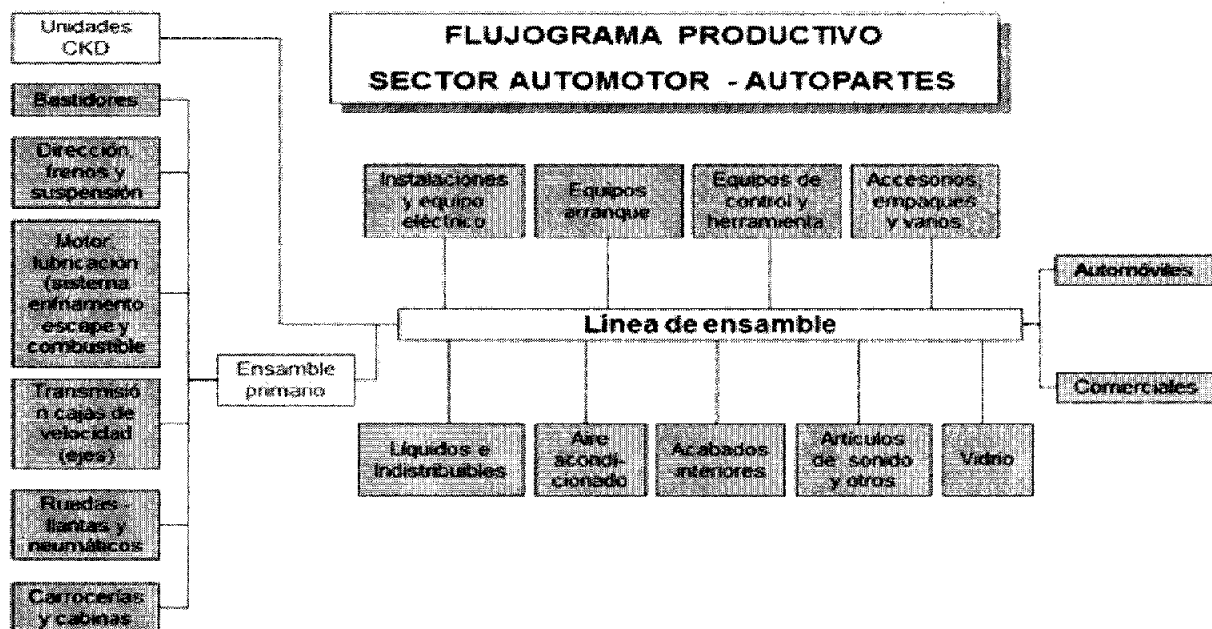 Unidades
CKD
FLUJOGRAMA PRODUCTIVO
SECTOR AUTOMOTOR - AUTOPARTES
Bastidores
Dirección,
frenos y
suspensión
Motor,
lubricación
(sistema
enfriamento
escape y
combustible
Transmisió
n cajas de
velocidad
(ejes)
Ruedas -
llantas y
neumáticos
Carrocerías
y cabinas
Ensamble
primario
Instalaciones
y equipo
eléctrico
Equipos
arranque
Equipos de
control y
herramienta
Accesorios,
empaques
y varios
Línea de ensamble
Líquidos e
Indistribuibles
Aire
acondi-
cionado
Acabados
interiores
Artículos
de sonido
y otros
Vidrio
Automóviles
Comerciales